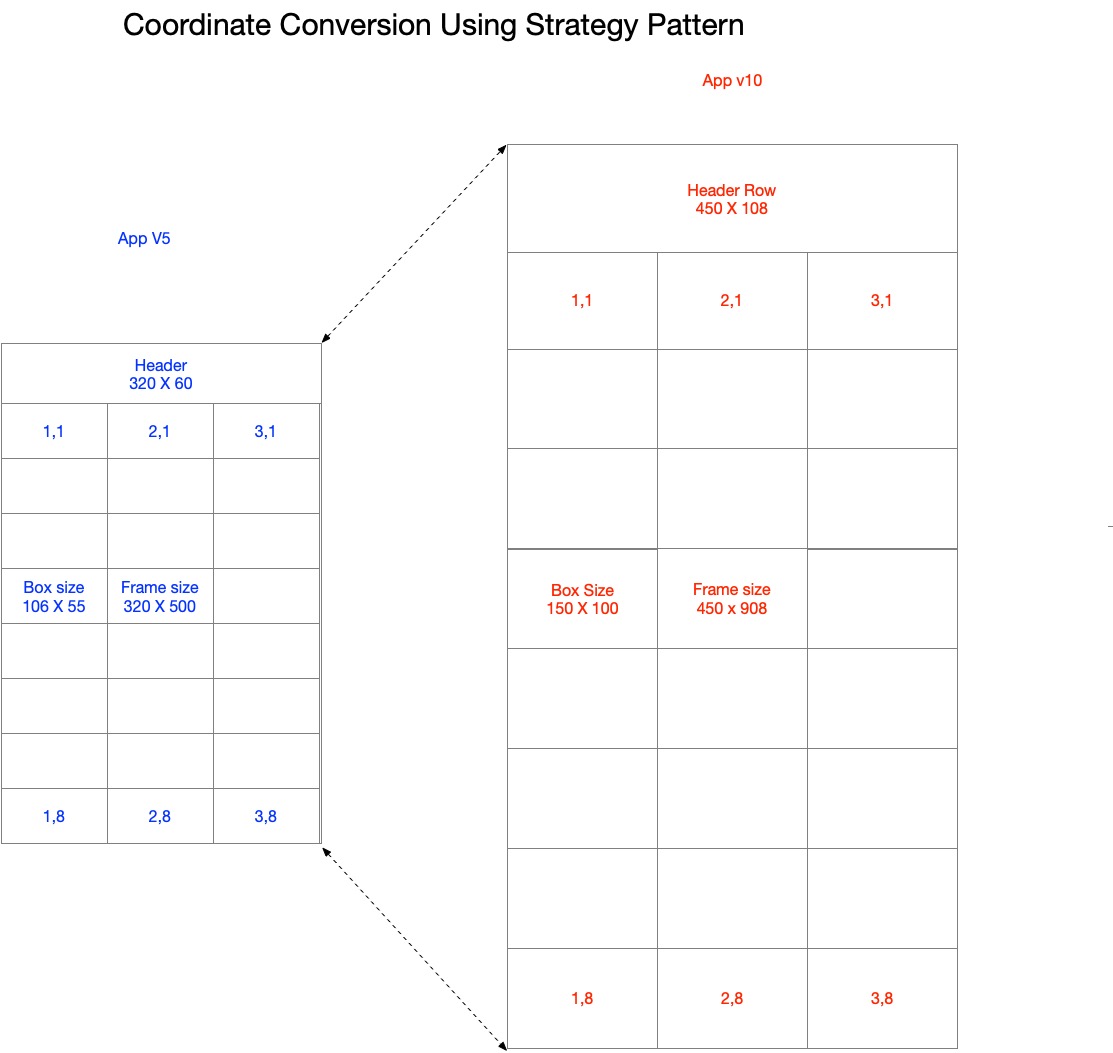 Coordinate Conversion Using Strategy Pattern
App v10
Header Row
450 X 108
App V5
1,1
2,1
3,1
Header
320 X 60
1,1
2,1
3,1
Box size
106 X 55
Frame size
320 X 500
Box Size
150 X 100
Frame size
450 x 908
1,8
2,8
3,8
1,8
2,8
3,8